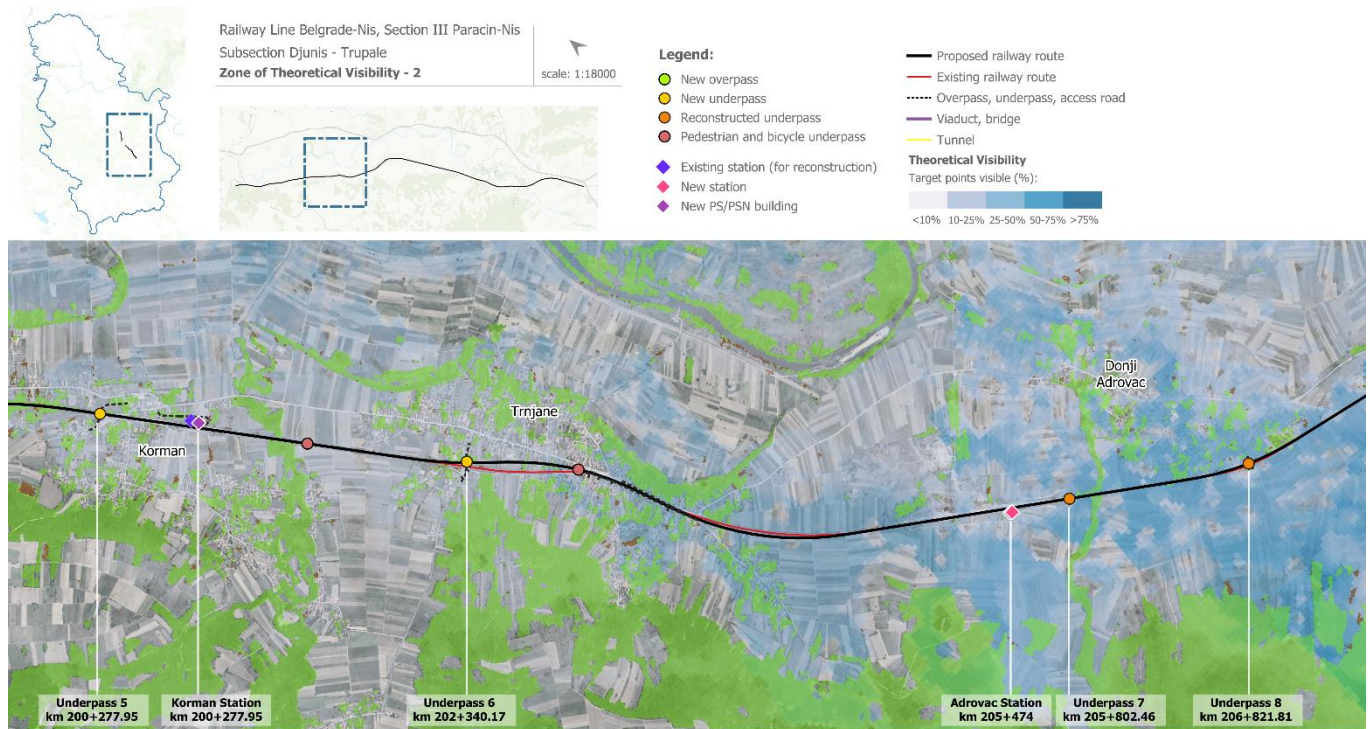 Railway Line Belgrade-Nis, Section III Paracin-Nis
Subsection Djunis - Trupale
Zone of Theoretical Visibility - 2
scale: 1:18000
Legend:
New overpass
New underpass
Reconstructed underpass
Pedestrian and bicycle underpass
Existing station (for reconstruction)
New station
New PS/PSN building
Proposed railway route
Existing railway route
Overpass, underpass, access road
Viaduct, bridge
Tunnel
Theoretical Visibility
Target points visible (%):
<10% 10-25% 25-50% 50-75% >75%
Donji
Adrovac
Trnjane
Korman
Underpass 5
km 200+277.95
Korman Station
km 200+277.95
Underpass 6
km 202+340.17
Adrovac Station
km 205+474
Underpass 7
km 205+802.46
Underpass 8
km 206+821.81